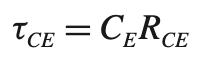 τ_CE = C_E R_CE